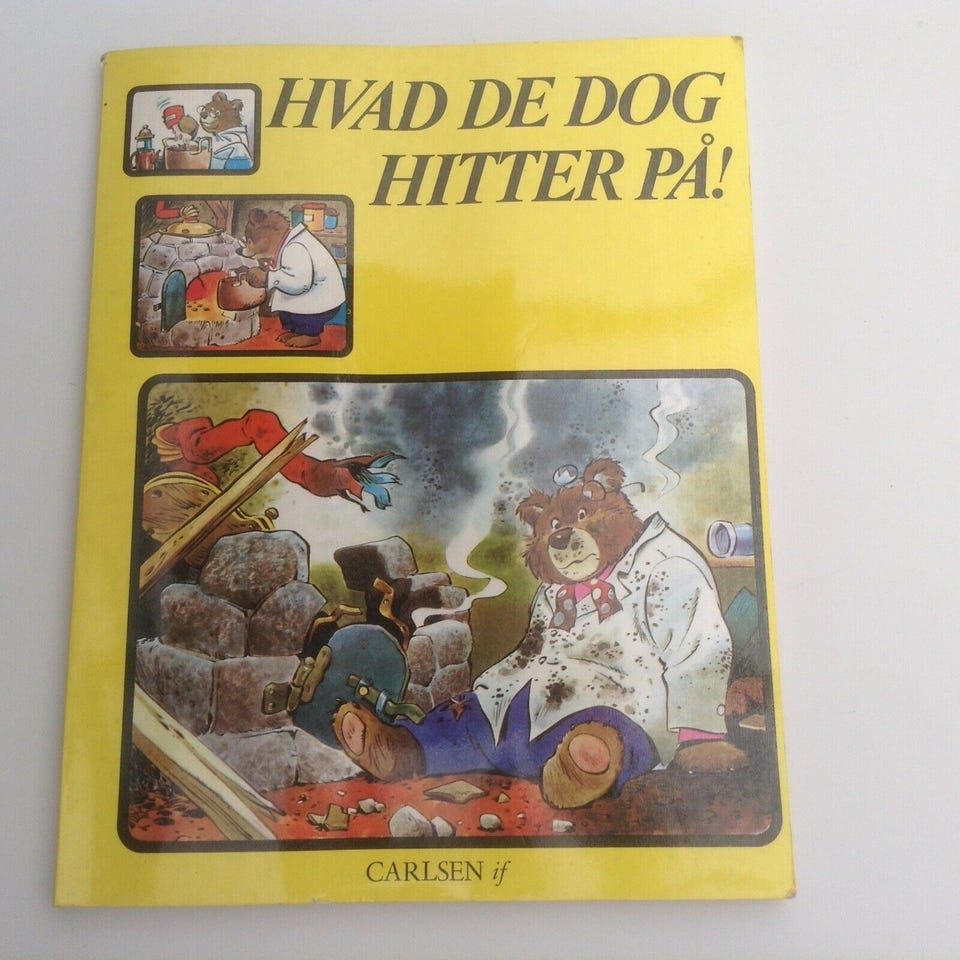 HVAD DE DOG
HITTER PÅ!
CARLSEN if